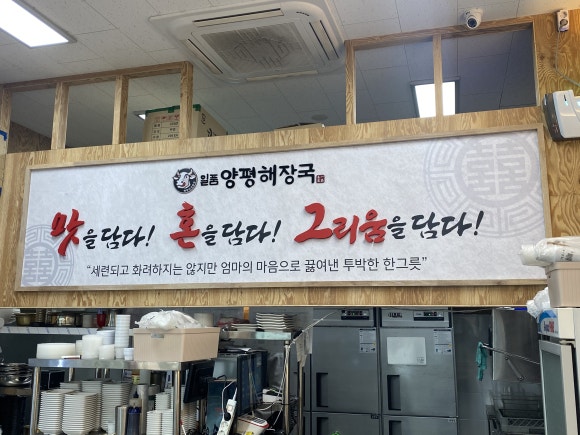 일품 양평해장국
맛을 담다! 혼을 담다! 그리움을 담다!
“세련되고 화려하지는 않지만 엄마의 마음으로 끓여낸 투박한 한그릇”